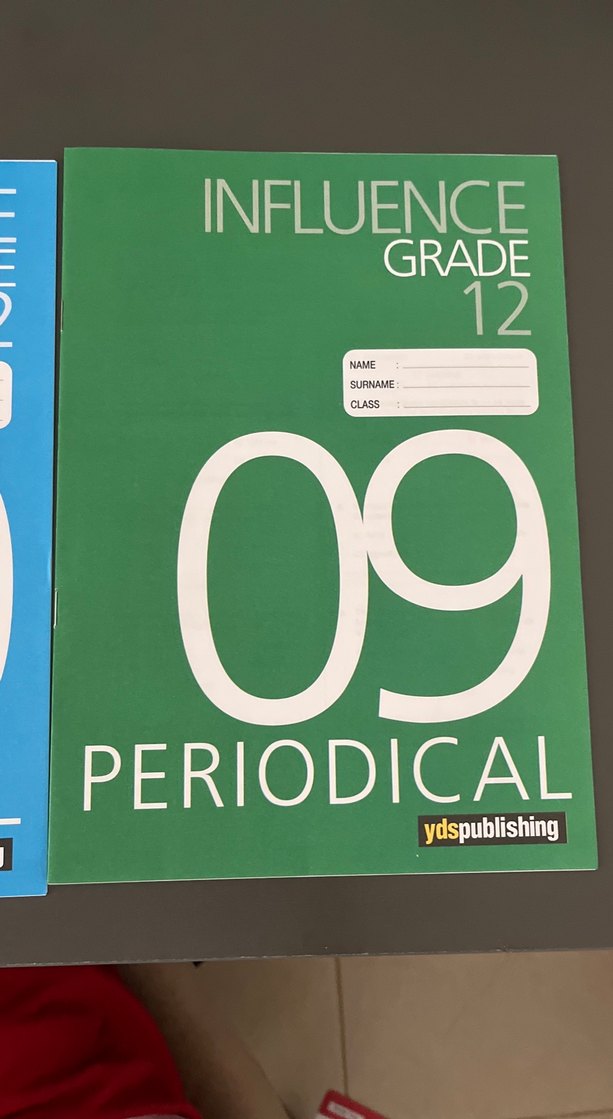 INFLUENCE
GRADE
12
NAME :
SURNAME :
CLASS :
09
PERIODICAL
ydspublishing